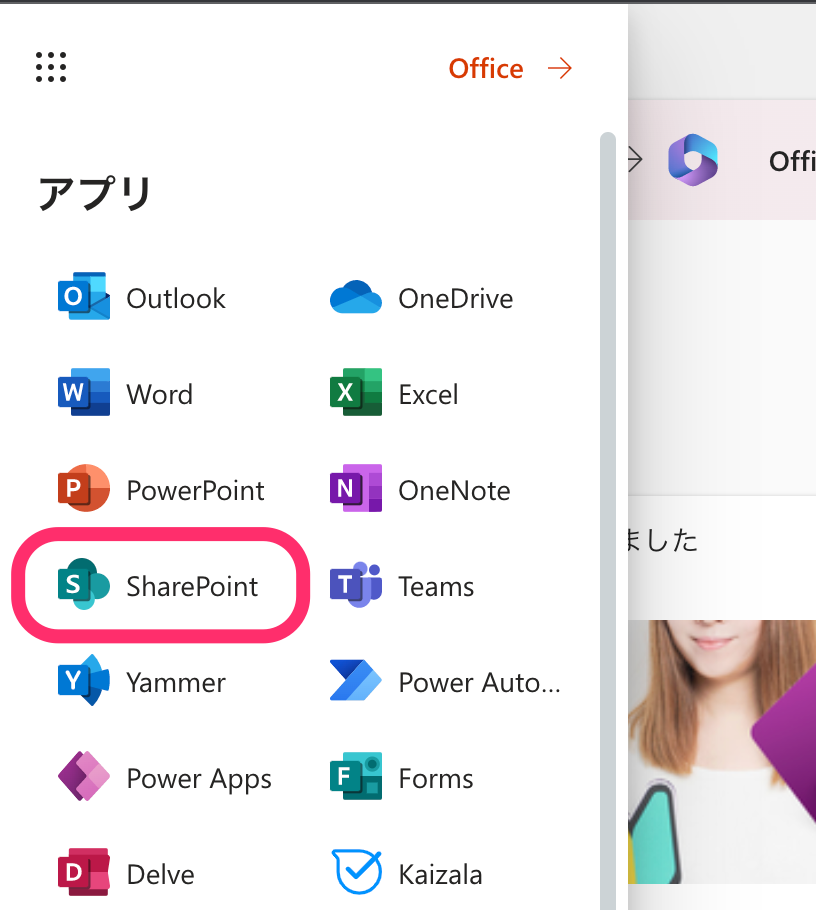 Office
Offi
アプリ
Outlook
OneDrive
Word
Excel
PowerPoint
OneNote
ました
SharePoint
Teams
Yammer
Power Auto...
Power Apps
Forms
Delve
Kaizala